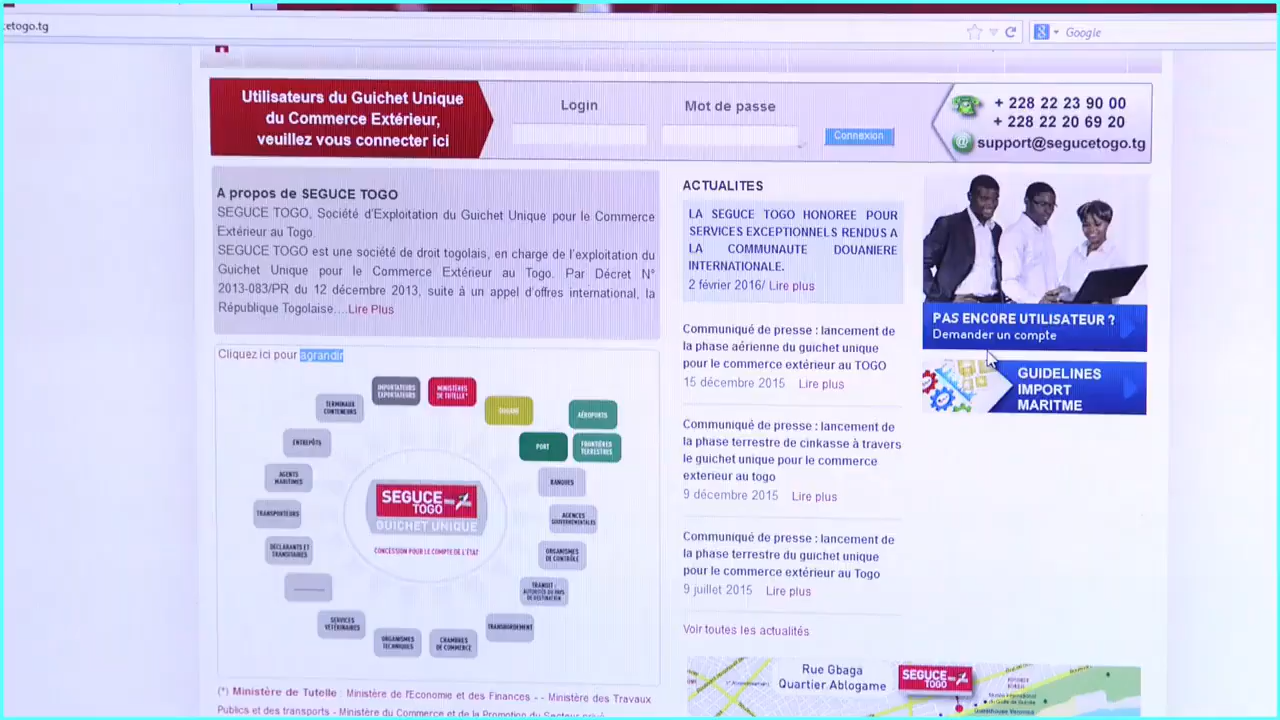 cetogo.tg
Google
Utilisateurs du Guichet Unique
du Commerce Extérieur,
veuillez vous connecter ici
Login
Mot de passe
Connexion
+ 228 22 23 90 00
+ 228 22 20 69 20
support@segucetogo.tg
A propos de SEGUCE TOGO
SEGUCE TOGO, Société d'Exploitation du Guichet Unique pour le Commerce
Extérieur au Togo.
SEGUCE TOGO est une société de droit togolais, en charge de l'exploitation du
Guichet Unique pour le Commerce Extérieur au Togo. Par Décret N°
2013-083/PR du 12 décembre 2013, suite à un appel d'offres international, la
République Togolaise....Lire Plus
Cliquez ici pour agrandir
IMPORTATEURS
EXPORTATEURS
MINISTÈRES
DE TUTELLE*
DOUANE
AÉROPORTS
PORT
FRONTIÈRES
TERRESTRES
BANQUES
AGENCES
GOUVERNEMENTALES
ORGANISMES
DE CONTRÔLE
TRANSIT -
AUTORITÉS DU PAYS
DE DESTINATION
TRANSBORDEMENT
CHAMBRES
DE COMMERCE
ORGANISMES
TECHNIQUES
SERVICES
VÉTÉRINAIRES
DÉCLARANTS ET
TRANSITAIRES
TRANSPORTEURS
AGENTS
MARITIMES
ENTREPÔTS
TERMINAUX
CONTENEURS
SEGUCE
TOGO
GUICHET UNIQUE
CONCESSION POUR LE COMPTE DE L'ÉTAT
(*) Ministère de Tutelle : Ministère de l'Economie et des Finances - - Ministère des Travaux
Publics et des transports - Ministère du Commerce et de la Promotion du Secteur privé
ACTUALITES
LA SEGUCE TOGO HONOREE POUR
SERVICES EXCEPTIONNELS RENDUS A
LA COMMUNAUTE DOUANIERE
INTERNATIONALE.
2 février 2016/ Lire plus
Communiqué de presse : lancement de
la phase aérienne du guichet unique
pour le commerce extérieur au TOGO
15 décembre 2015 Lire plus
Communiqué de presse : lancement de
la phase terrestre de cinkasse à travers
le guichet unique pour le commerce
exterieur au togo
9 décembre 2015 Lire plus
Communiqué de presse : lancement de
la phase terrestre du guichet unique
pour le commerce extérieur au Togo
9 juillet 2015 Lire plus
Voir toutes les actualités
Rue Gbaga
Quartier Ablogame
SEGUCE
TOGO
PAS ENCORE UTILISATEUR ?
Demander un compte
GUIDELINES
IMPORT
MARITME